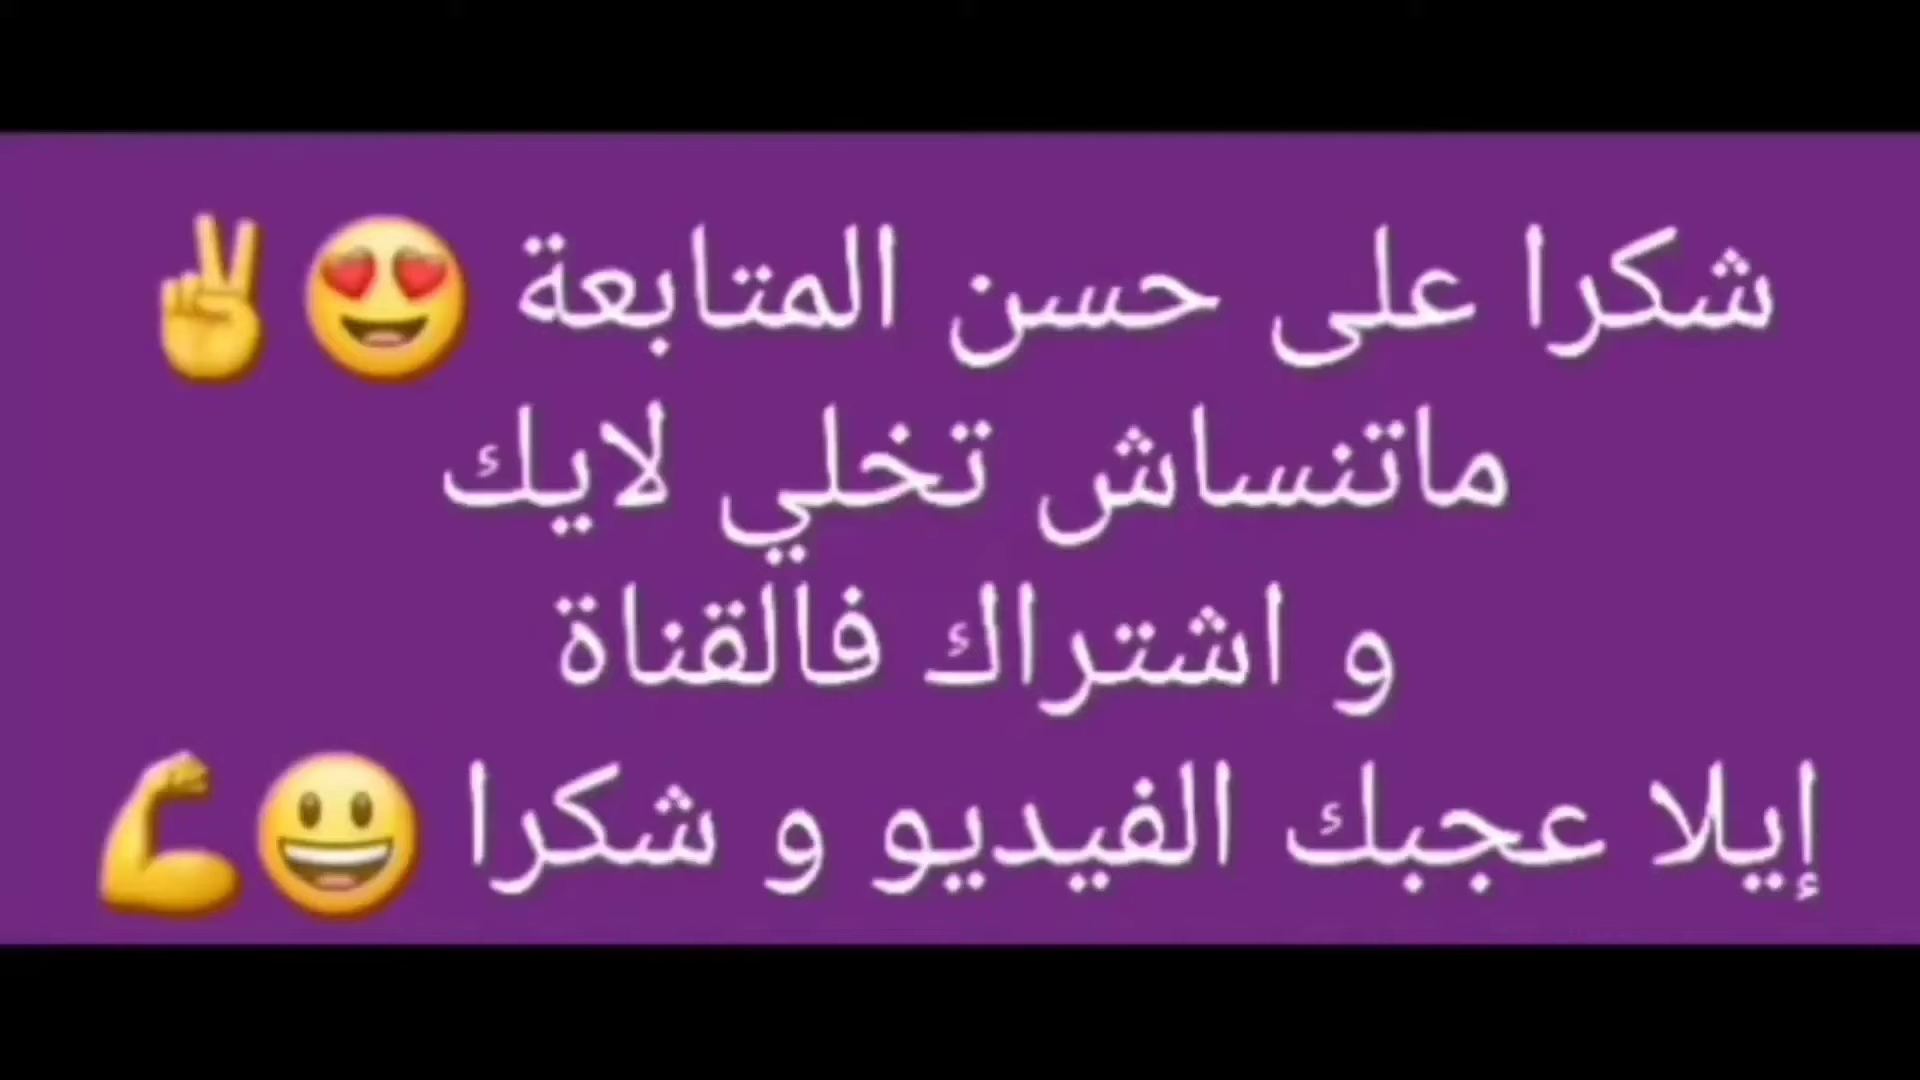 شكرا على حسن المتابعة 😍✌
ماتنساش تخلي لايك
و اشتراك فالقناة
إيلا عجبك الفيديو و شكرا 😃💪